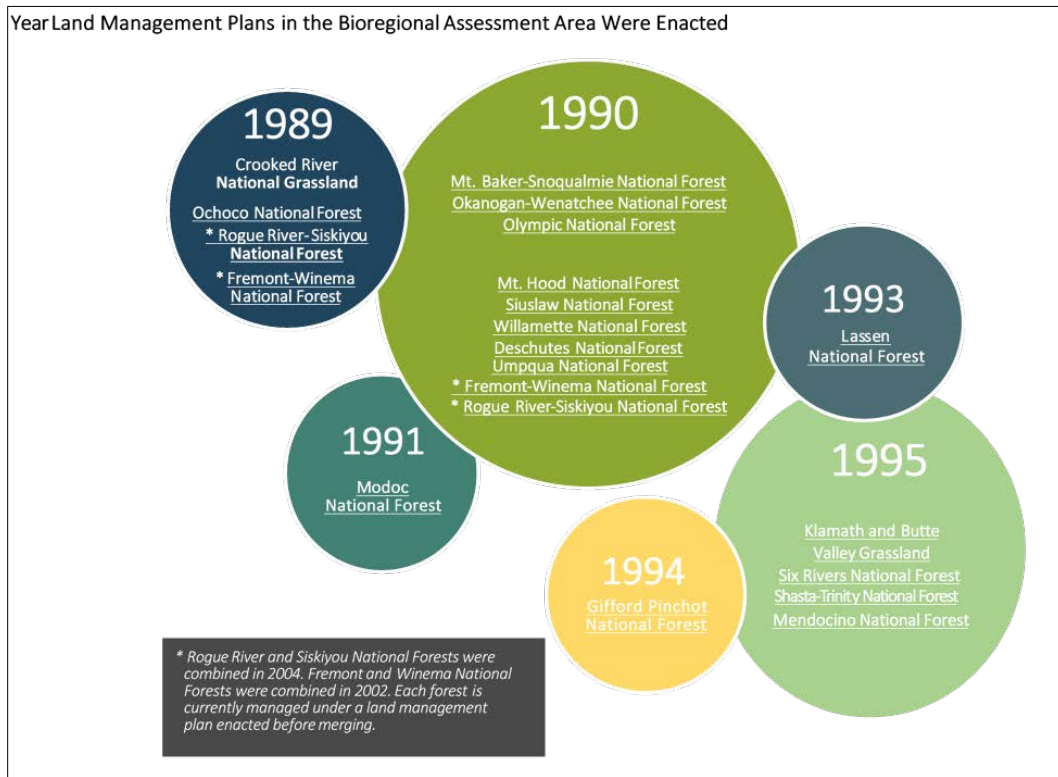 Year Land Management Plans in the Bioregional Assessment Area Were Enacted
1989
Crooked River
National Grassland
Ochoco National Forest
* Rogue River-Siskiyou
National Forest
* Fremont-Winema
National Forest
1990
Mt. Baker-Snoqualmie National Forest
Okanogan-Wenatchee National Forest
Olympic National Forest
Mt. Hood National Forest
Siuslaw National Forest
Willamette National Forest
Deschutes National Forest
Umpqua National Forest
* Fremont-Winema National Forest
* Rogue River-Siskiyou National Forest
1993
Lassen
National Forest
1991
Modoc
National Forest
1995
Klamath and Butte
Valley Grassland
Six Rivers National Forest
Shasta-Trinity National Forest
Mendocino National Forest
1994
Gifford Pinchot
National Forest
* Rogue River and Siskiyou National Forests were
combined in 2004. Fremont and Winema National
Forests were combined in 2002. Each forest is
currently managed under a land management
plan enacted before merging.